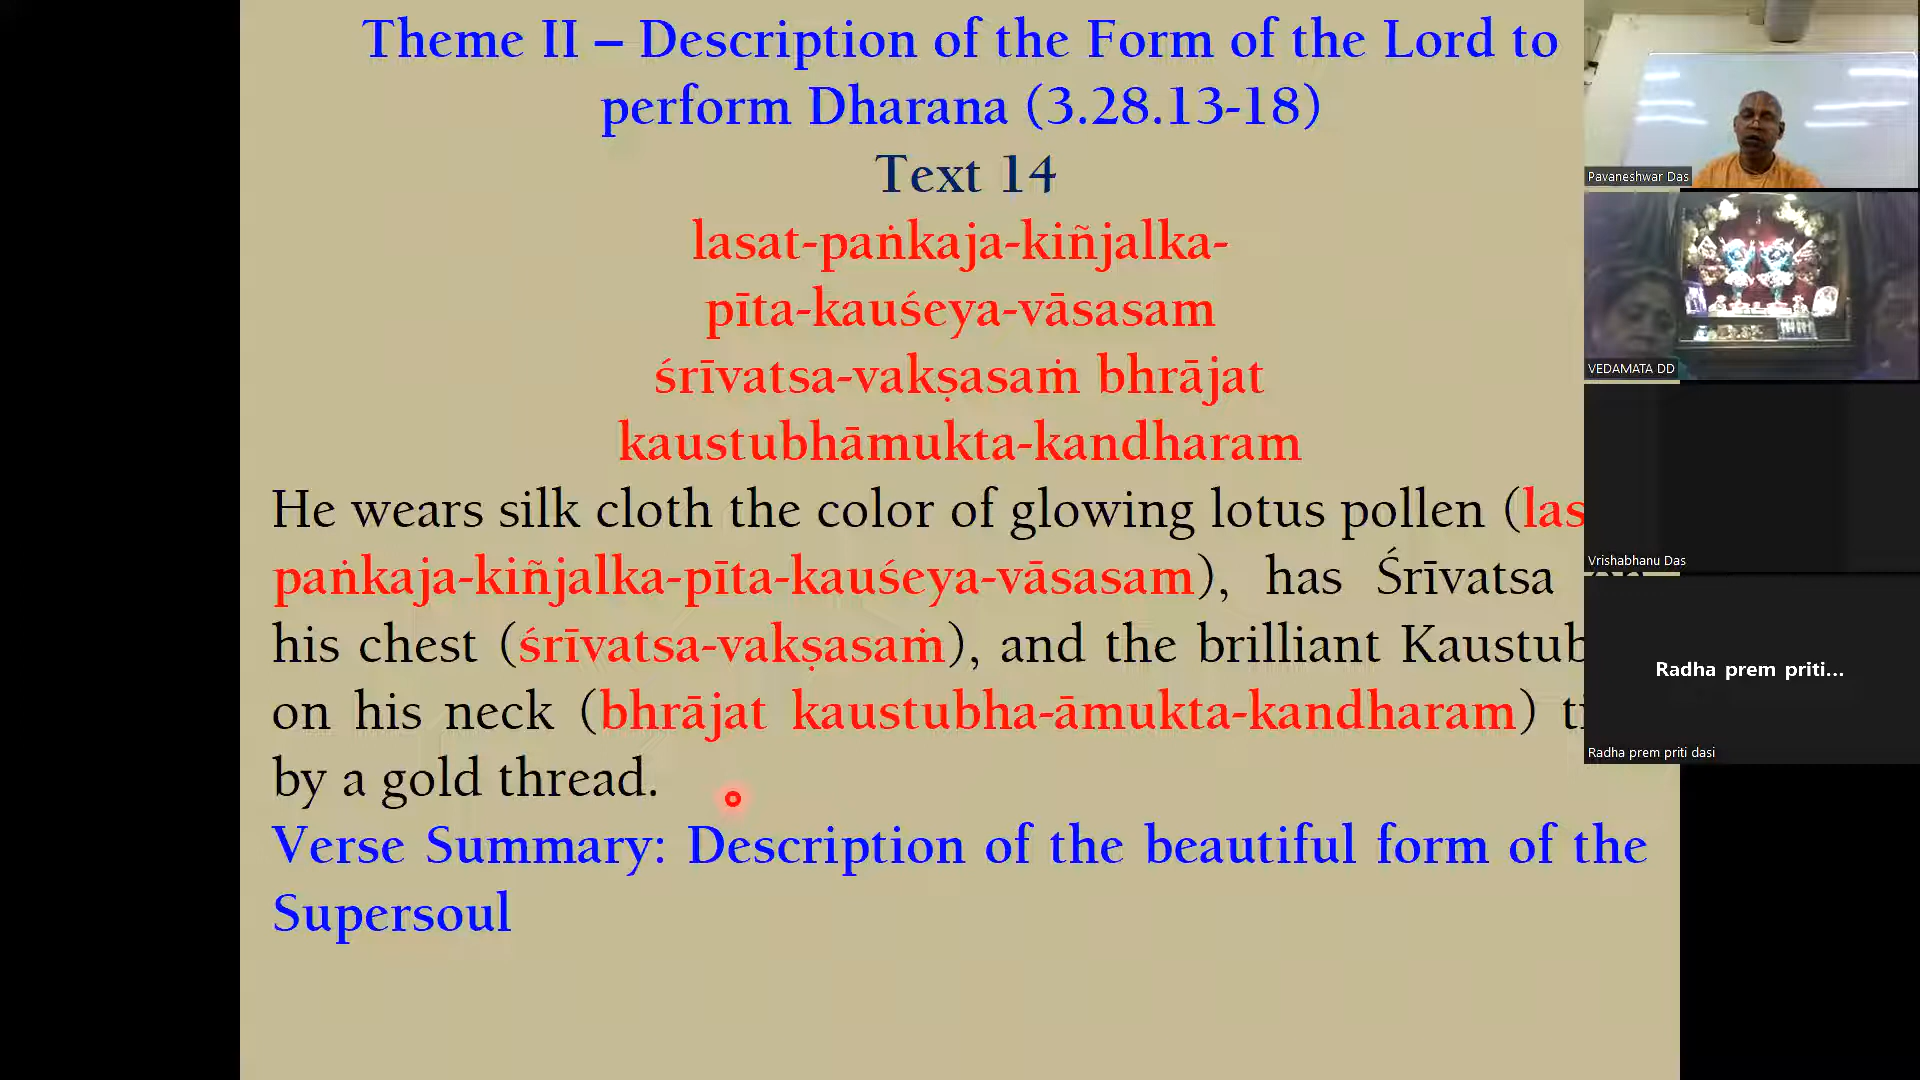 Theme II – Description of the Form of the Lord to
perform Dharana (3.28.13-18)
Text 14
lasat-paṅkaja-kiñjalka-
pīta-kauśeya-vāsasam
śrīvatsa-vakṣasaṁ bhrājat
kaustubhāmukta-kandharam
He wears silk cloth the color of glowing lotus pollen (las
paṅkaja-kiñjalka-pīta-kauśeya-vāsasam), has Śrīvatsa
his chest (śrīvatsa-vakṣasaṁ), and the brilliant Kaustub
on his neck (bhrājat kaustubha-āmukta-kandharam)
by a gold thread.
Verse Summary: Description of the beautiful form of the
Supersoul
Pavaneshwar Das
VEDAMATA DD
Vrishabhanu Das
Radha prem priti...
Radha prem priti dasi